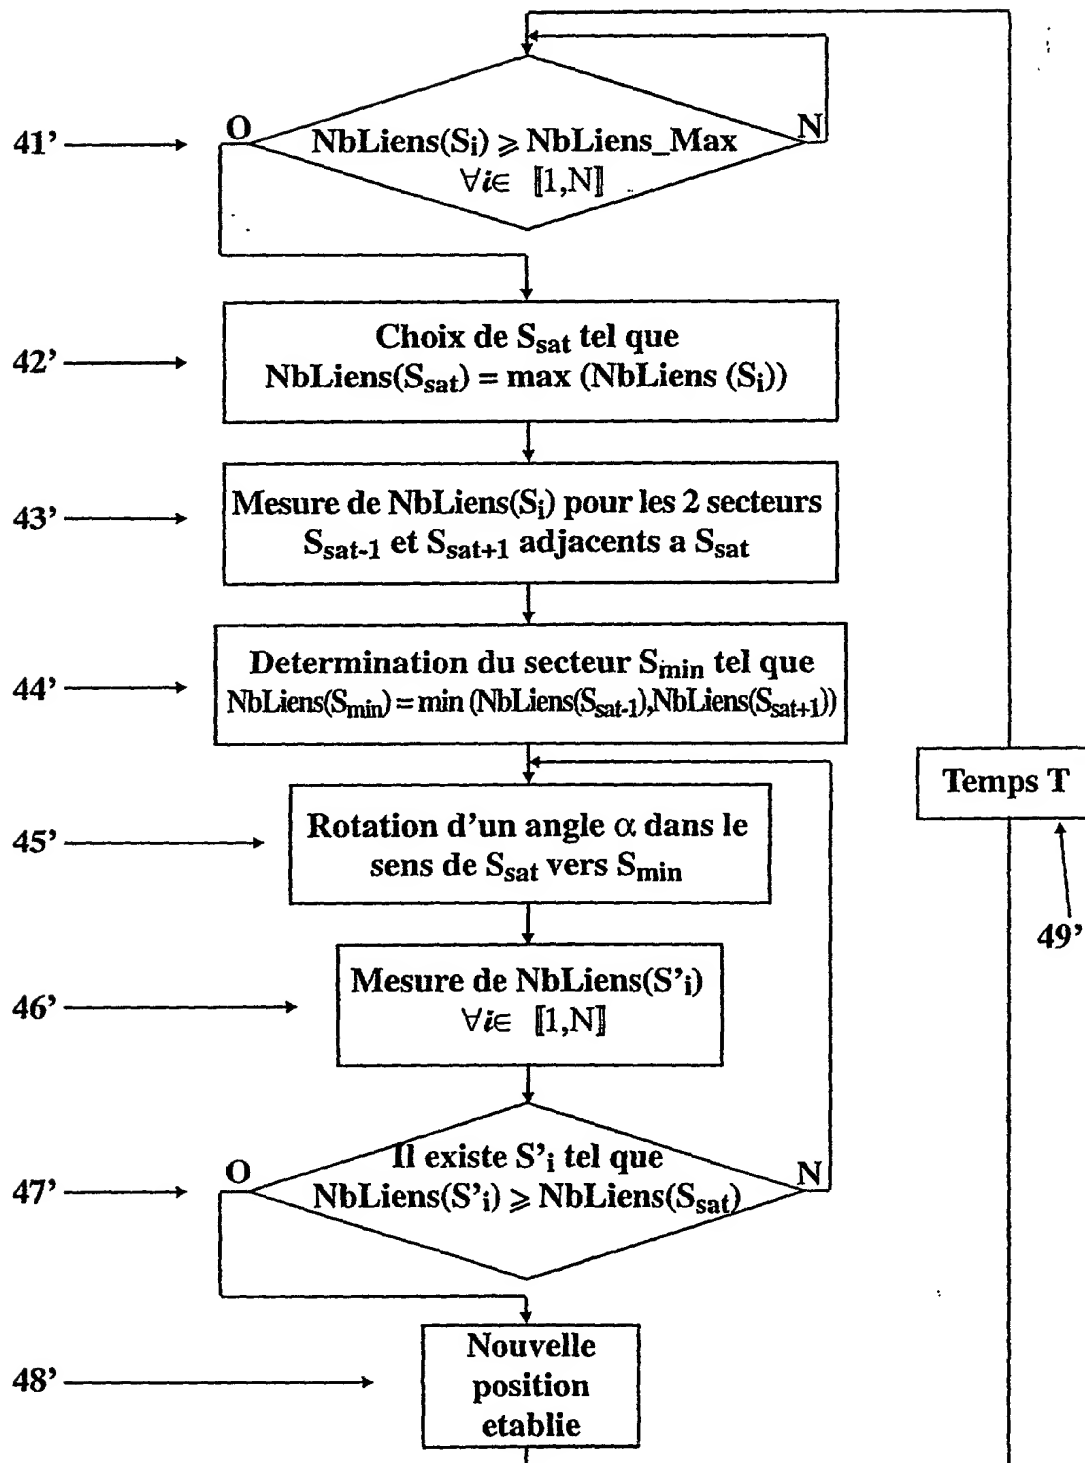 41’
O
N
NbLiens(Si) ⩾ NbLiens_Max
∀i∈ ⟦1,N⟧
42’
Choix de Ssat tel que
NbLiens(Ssat) = max (NbLiens (Si))
43’
Mesure de NbLiens(Si) pour les 2 secteurs
Ssat-1 et Ssat+1 adjacents a Ssat
44’
Determination du secteur Smin tel que
NbLiens(Smin) = min (NbLiens(Ssat-1),NbLiens(Ssat+1))
Temps T
49’
45’
Rotation d’un angle α dans le
sens de Ssat vers Smin
46’
Mesure de NbLiens(S’i)
∀i∈ ⟦1,N⟧
47’
O
N
Il existe S’i tel que
NbLiens(S’i) ⩾ NbLiens(Ssat)
48’
Nouvelle
position
etablie